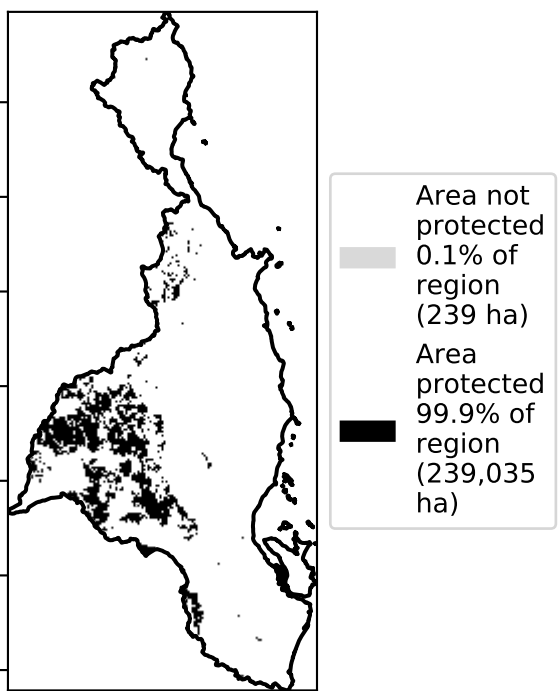 Area not
protected
0.1% of
region
(239 ha)
Area
protected
99.9% of
region
(239,035
ha)